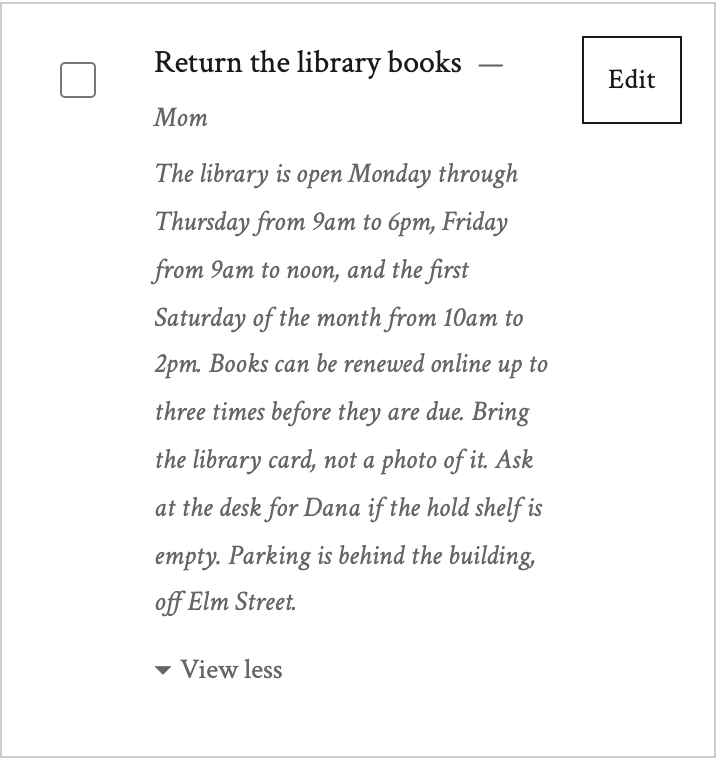 Return the library books —
Edit
Mom
The library is open Monday through
Thursday from 9am to 6pm, Friday
from 9am to noon, and the first
Saturday of the month from 10am to
2pm. Books can be renewed online up to
three times before they are due. Bring
the library card, not a photo of it. Ask
at the desk for Dana if the hold shelf is
empty. Parking is behind the building,
off Elm Street.
View less